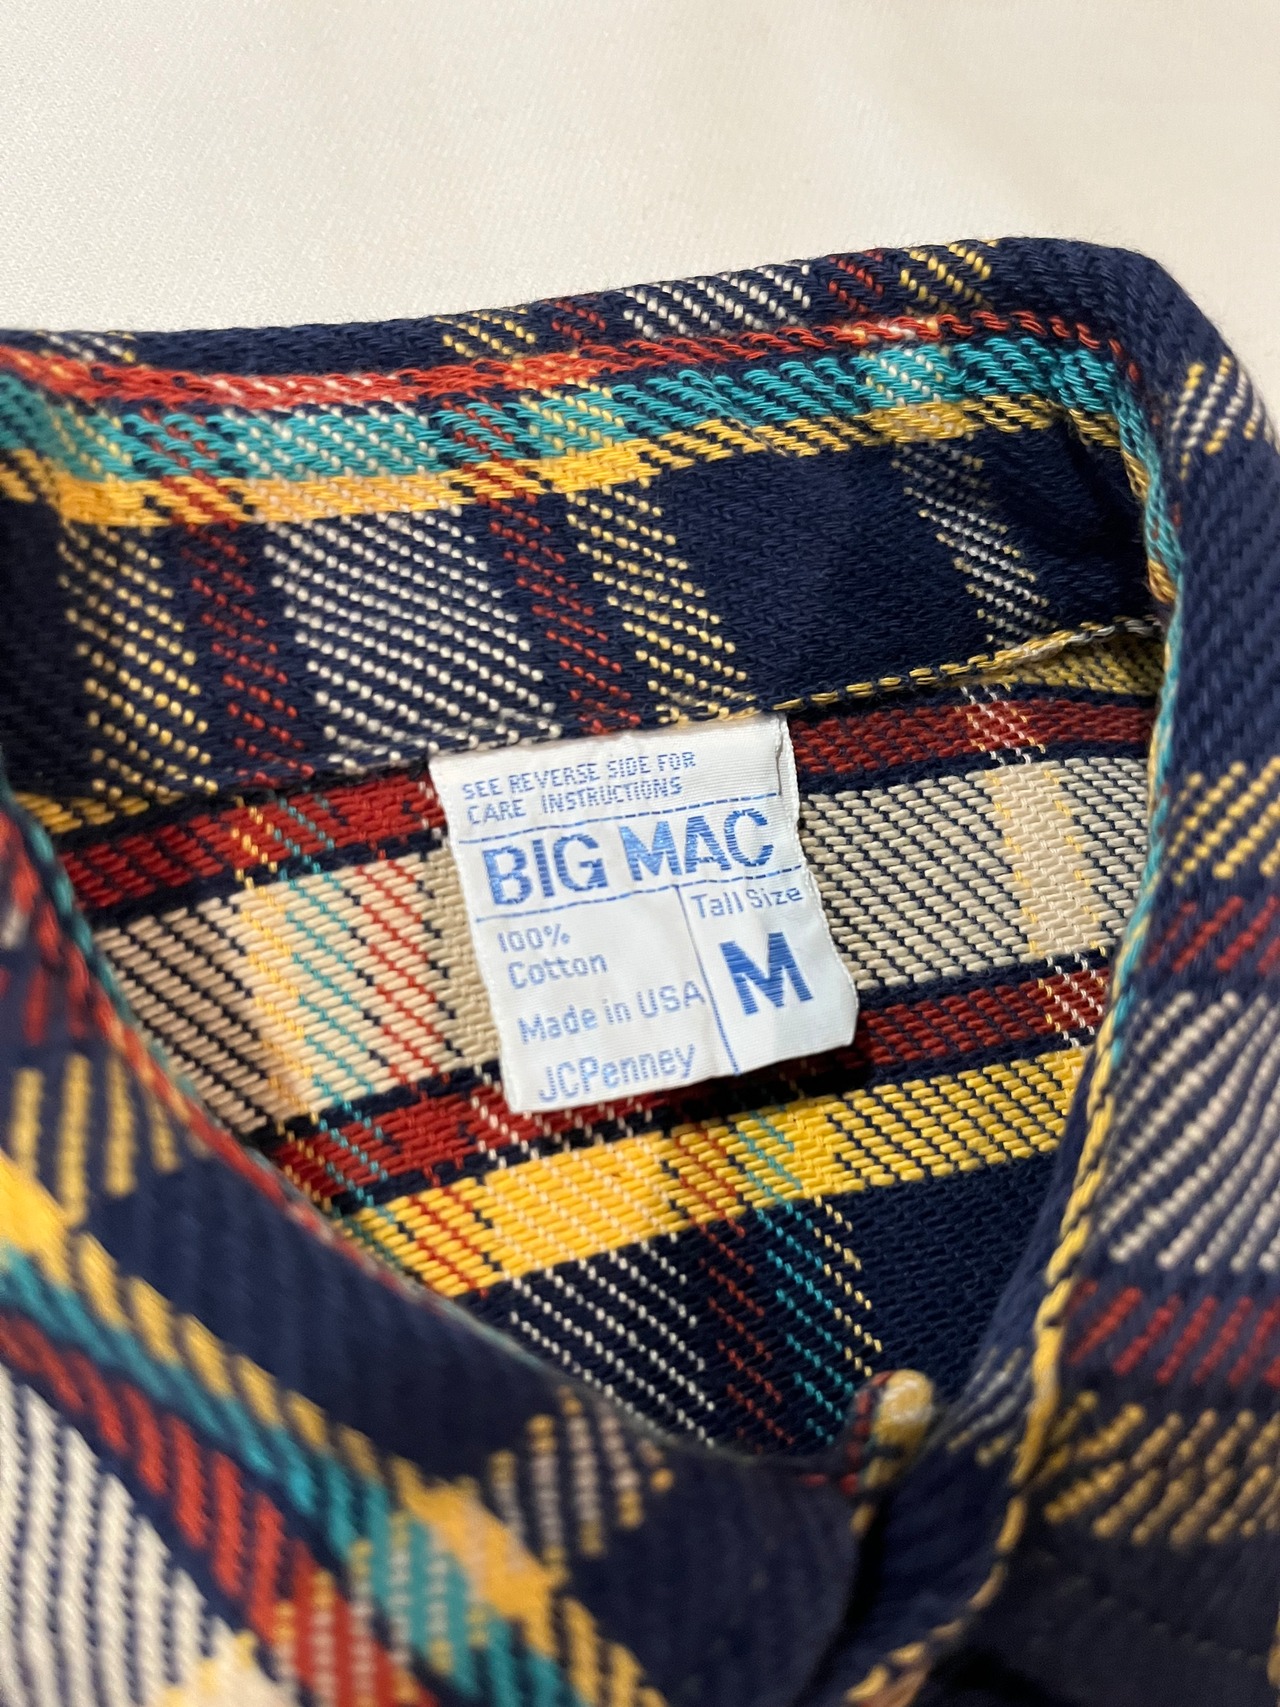 SEE REVERSE SIDE FOR
CARE INSTRUCTIONS
BIG MAC
100%
Cotton
Made in USA
JCPenney
Tall Size
M